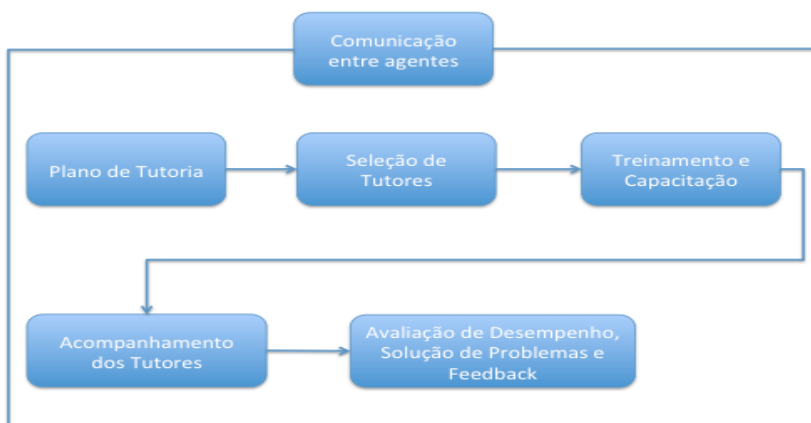 Comunicação
entre agentes
Plano de Tutoria
Seleção de
Tutores
Treinamento e
Capacitação
Acompanhamento
dos Tutores
Avaliação de Desempenho,
Solução de Problemas e
Feedback